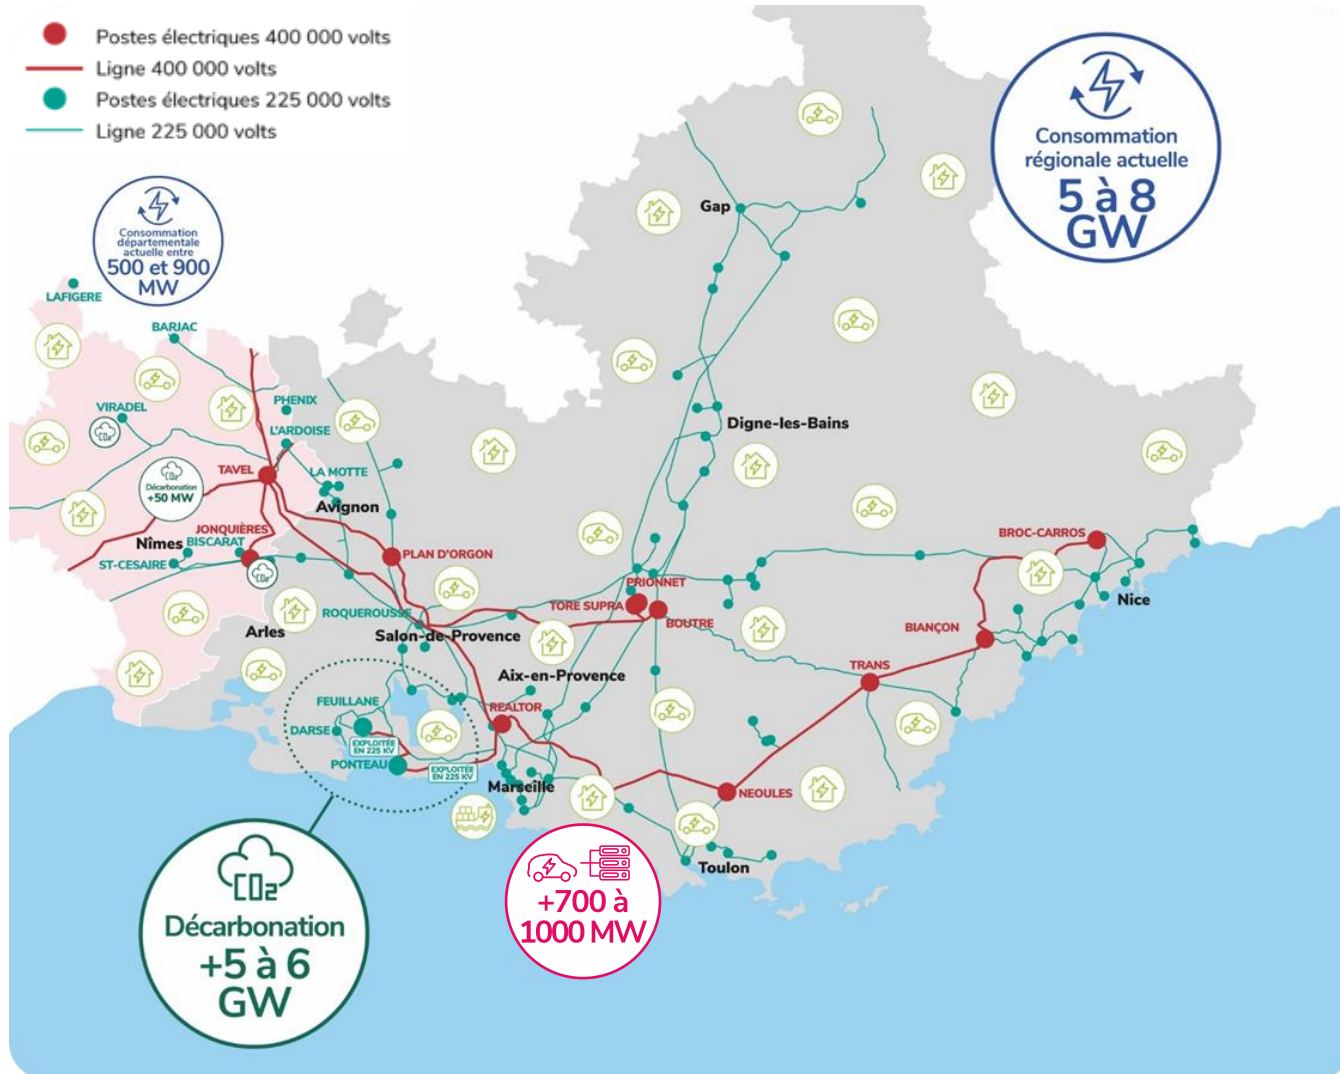 Postes électriques 400 000 volts
Ligne 400 000 volts
Postes électriques 225 000 volts
Ligne 225 000 volts
Consommation
régionale actuelle
5 à 8
GW
Consommation
départementale
actuelle entre
500 et 900
MW
LAFIGERE
BARJAC
VIRADEL
CO₂
PHENIX
L'ARDOISE
TAVEL
LA MOTTE
CO₂
Décarbonation
+50 MW
Avignon
JONQUIÈRES
Nîmes
BISCARAT
ST-CESAIRE
CO₂
PLAN D'ORGON
Gap
Digne-les-Bains
BROC-CARROS
Nice
PRIONNET
TORE SUPRA
BOUTRE
BIANÇON
ROQUEROUSSE
Arles
Salon-de-Provence
Aix-en-Provence
TRANS
FEUILLANE
REALTOR
DARSE
EXPLOITÉE
EN 225 KV
PONTEAU
EXPLOITÉE
EN 225 KV
Marseille
NEOULES
Toulon
CO₂
Décarbonation
+5 à 6
GW
+700 à
1000 MW